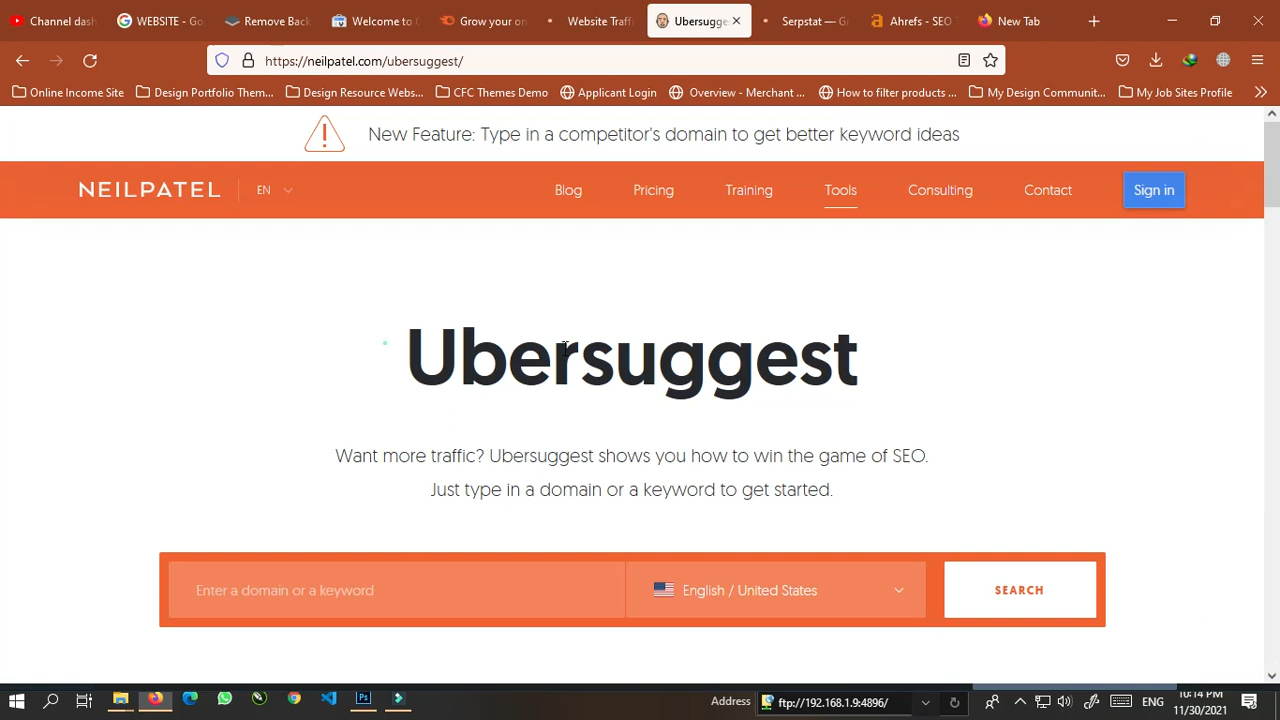 Channel dash
WEBSITE - Go
Remove Back
Welcome to C
Grow your on
Website Traffi
Ubersugge
Serpstat — G
Ahrefs - SEO
New Tab
https://neilpatel.com/ubersuggest/
Online Income Site
Design Portfolio Them...
Design Resource Webs...
CFC Themes Demo
Applicant Login
Overview - Merchant ...
How to filter products ...
My Design Communit...
My Job Sites Profile
New Feature: Type in a competitor's domain to get better keyword ideas
NEILPATEL
EN
Blog
Pricing
Training
Tools
Consulting
Contact
Sign in
Ubersuggest
Want more traffic? Ubersuggest shows you how to win the game of SEO.
Just type in a domain or a keyword to get started.
Enter a domain or a keyword
English / United States
SEARCH
Ps
Address
ftp://192.168.1.9:4896/
ENG
10:14 PM
11/30/2021